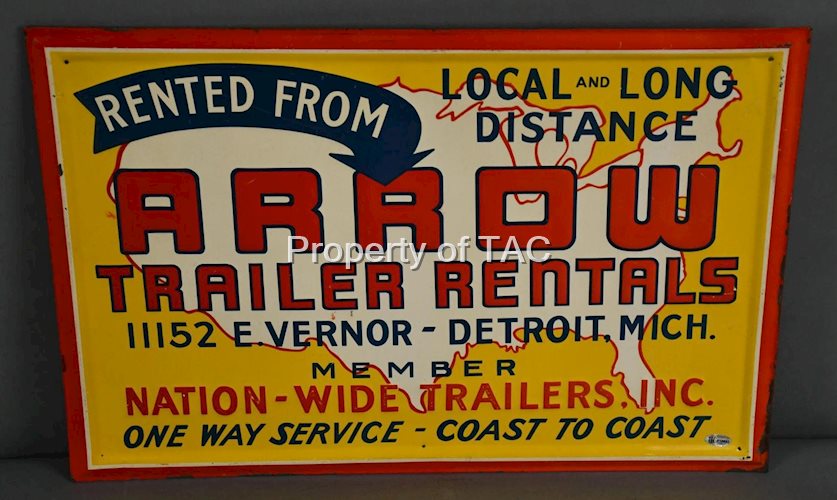 RENTED FROM
LOCAL AND LONG
DISTANCE
ARROW
Property of TAC
TRAILER RENTALS
11152 E. VERNOR - DETROIT, MICH.
MEMBER
NATION-WIDE TRAILERS, INC.
ONE WAY SERVICE - COAST TO COAST